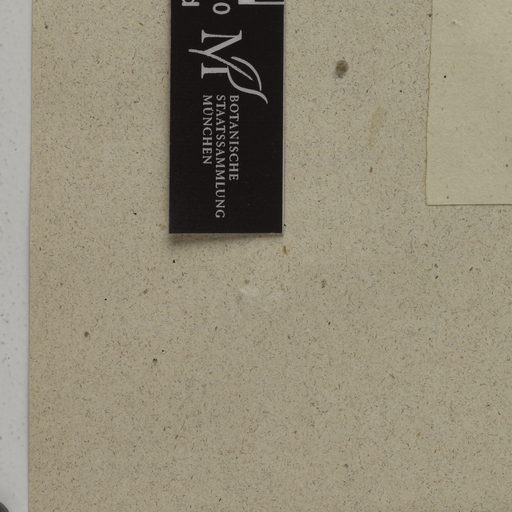 M
BOTANISCHE
STAATSSAMMLUNG
MÜNCHEN